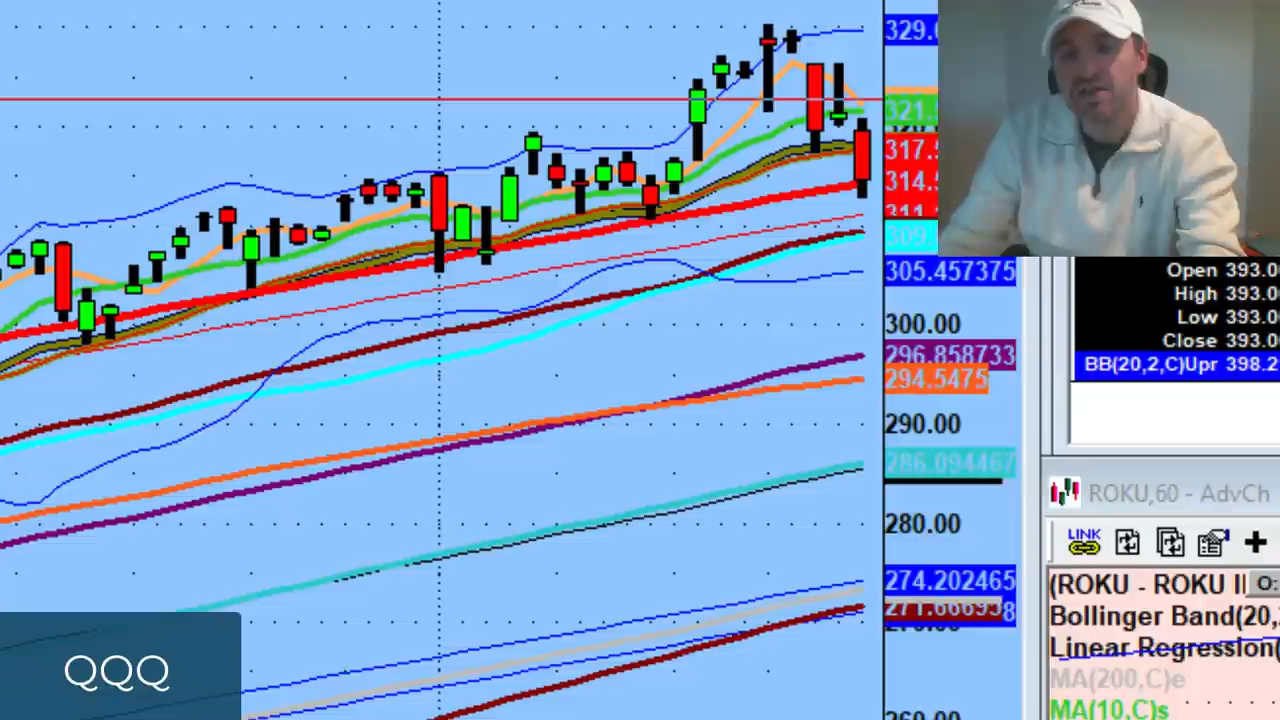 329.
321.
317.
314.
309.
305.457375
300.00
296.858733
294.5475
290.00
286.094467
280.00
274.202465
QQQ
Open 393.0
High 393.0
Low 393.0
Close 393.0
BB(20,2,C)Upr 398.2
ROKU,60 - AdvCh
LINK
(ROKU - ROKU I O:
Bollinger Band(20,
Linear Regression(
MA(200,C)e
MA(10,C)s